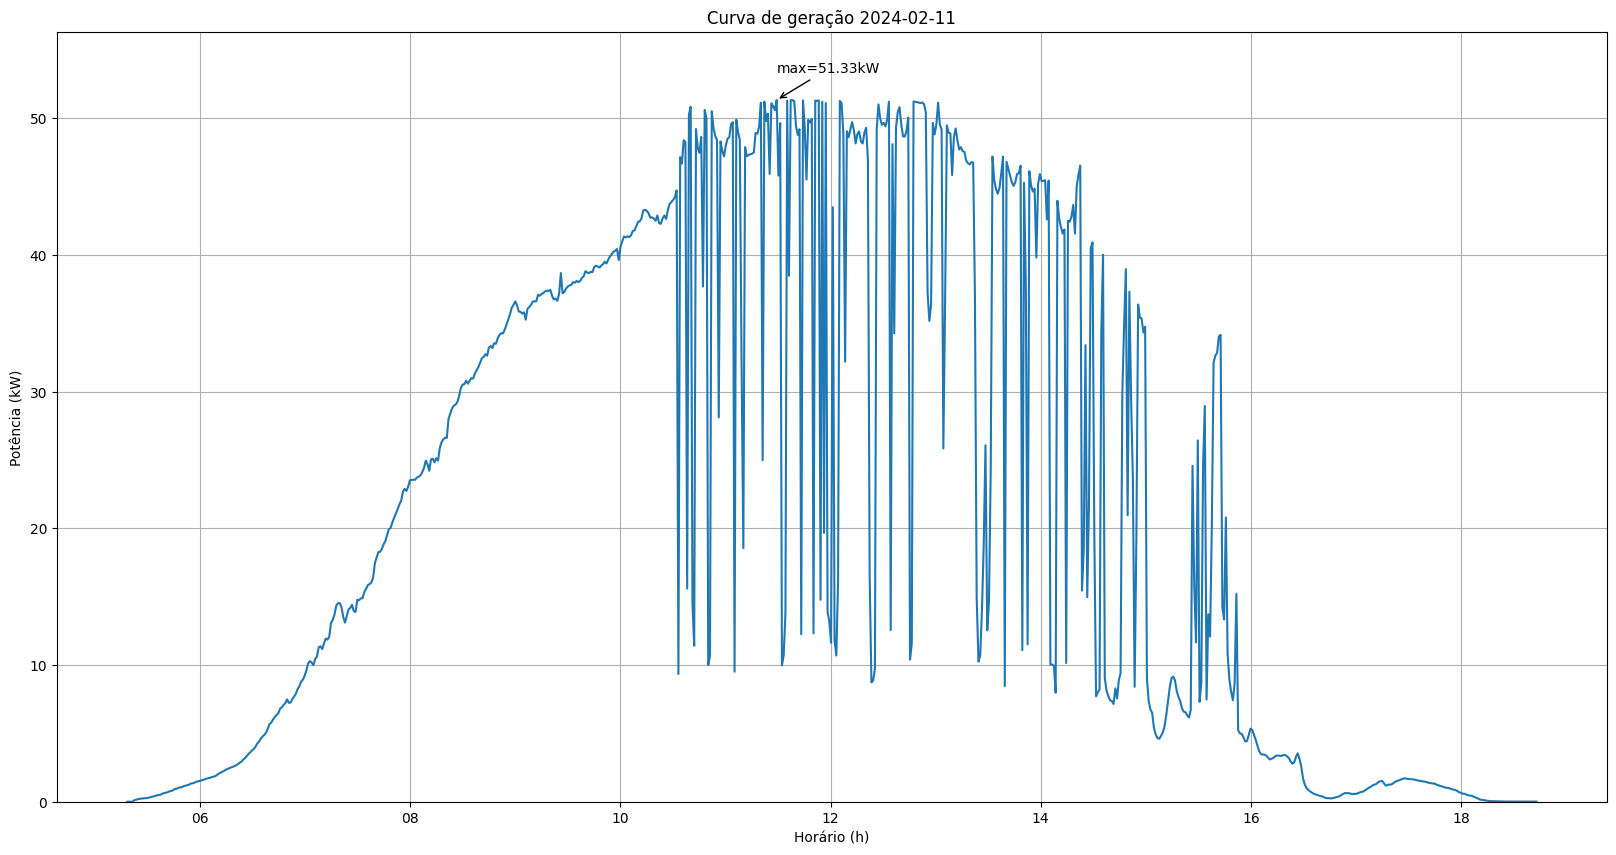 Curva de geração 2024-02-11
max=51.33kW
50
40
30
20
10
0
Potência (kW)
06 08 10 12 14 16 18
Horário (h)